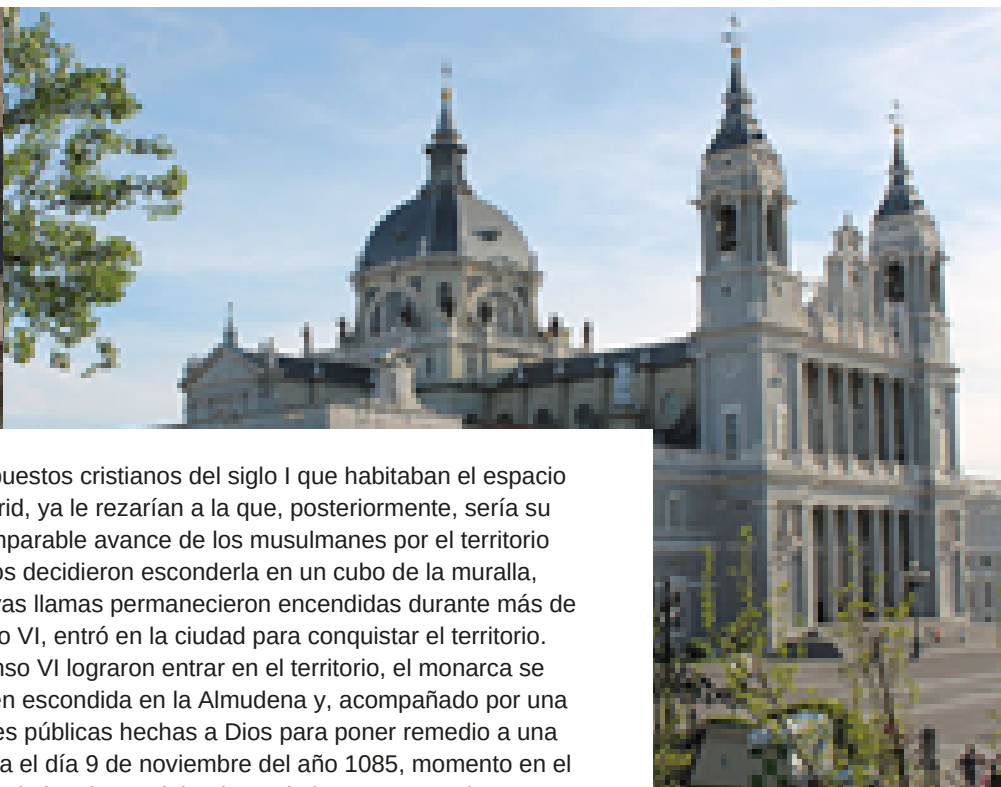 puestos cristianos del siglo I que habitaban el espacio
rid, ya le rezarían a la que, posteriormente, sería su
parable avance de los musulmanes por el territorio
os decidieron esconderla en un cubo de la muralla,
yas llamas permanecieron encendidas durante más de
o VI, entró en la ciudad para conquistar el territorio.
nso VI lograron entrar en el territorio, el monarca se
en escondida en la Almudena y, acompañado por una
es públicas hechas a Dios para poner remedio a una
a el día 9 de noviembre del año 1085, momento en el